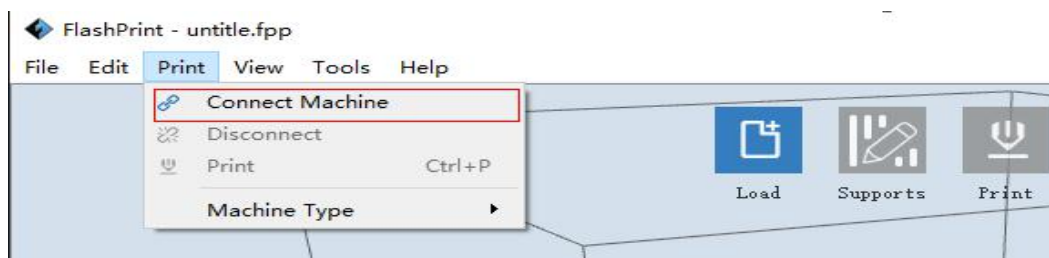 FlashPrint - untitle.fpp
File Edit Print View Tools Help
Connect Machine
Disconnect
Print Ctrl+P
Machine Type
Load Supports Print